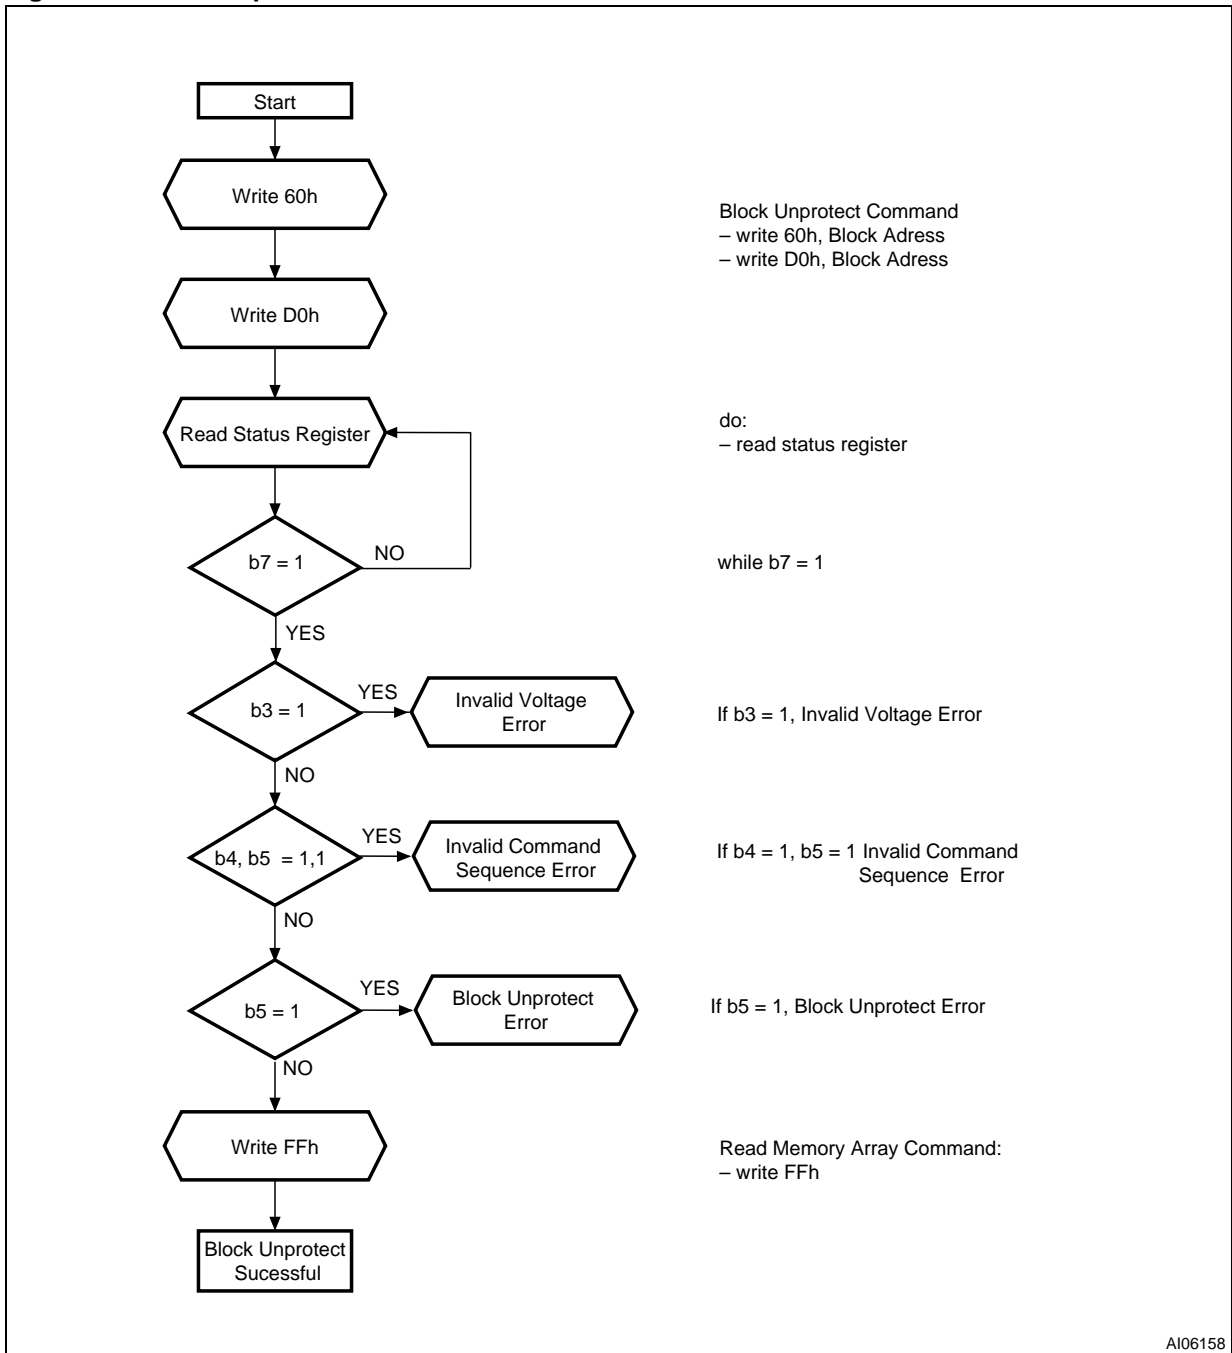 Start
Write 60h
Block Unprotect Command
– write 60h, Block Adress
– write D0h, Block Adress
Write D0h
Read Status Register
do:
– read status register
b7 = 1
NO
while b7 = 1
YES
b3 = 1
YES
Invalid Voltage
Error
If b3 = 1, Invalid Voltage Error
NO
b4, b5 = 1,1
YES
Invalid Command
Sequence Error
If b4 = 1, b5 = 1 Invalid Command
Sequence Error
NO
b5 = 1
YES
Block Unprotect
Error
If b5 = 1, Block Unprotect Error
NO
Write FFh
Read Memory Array Command:
– write FFh
Block Unprotect
Sucessful
AI06158